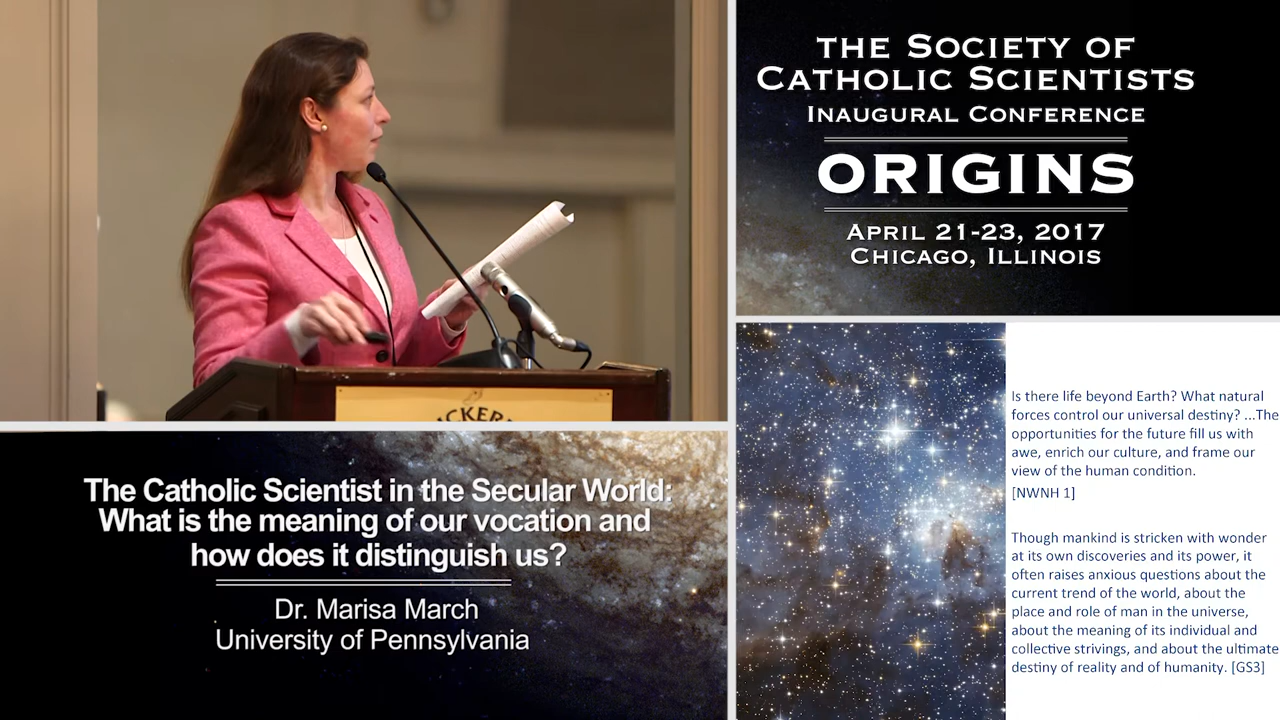 THE SOCIETY OF
CATHOLIC SCIENTISTS
INAUGURAL CONFERENCE
ORIGINS
APRIL 21-23, 2017
CHICAGO, ILLINOIS
The Catholic Scientist in the Secular World:
What is the meaning of our vocation and
how does it distinguish us?
Dr. Marisa March
University of Pennsylvania
Is there life beyond Earth? What natural
forces control our universal destiny? ...The
opportunities for the future fill us with
awe, enrich our culture, and frame our
view of the human condition.
[NWNH 1]
Though mankind is stricken with wonder
at its own discoveries and its power, it
often raises anxious questions about the
current trend of the world, about the
place and role of man in the universe,
about the meaning of its individual and
collective strivings, and about the ultimate
destiny of reality and of humanity. [GS3]